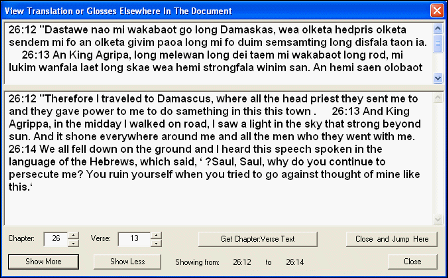 View Translation or Glosses Elsewhere In The Document
26:12 "Dastawe nao mi wakabaot go long Damaskas, wea olketa hedpris olketa
sendem mi fo an olketa givim paoa long mi fo duim semsamting long disfala taon ia.
26:13 An King Agripa, long melewan long dei taem mi wakabaot long rod, mi
lukim wanfala laet long skae wea hemi strongfala winim san. An hemi saen olobaot
26:12 "Therefore I traveled to Damascus, where all the head priest they sent me to
and they gave power to me to do samething in this this town . 26:13 And King
Agrippa, in the midday I walked on road, I saw a light in the sky that strong beyond
sun. And it shone everywhere around me and all the men who they went with me.
26:14 We all fell down on the ground and I heard this speech spoken in the
language of the Hebrews, which said, ‘ ?Saul, Saul, why do you continue to
persecute me? You ruin yourself when you tried to go against thought of mine like
this.‘
Chapter: 26 Verse: 13 Get Chapter:Verse Text Close and Jump Here
Show More Show Less Showing from: 26:12 to 26:14 Close